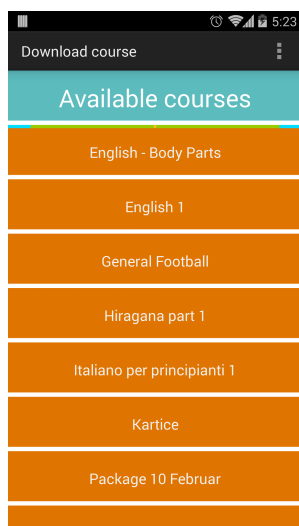 5:23
Download course
Available courses
English - Body Parts
English 1
General Football
Hiragana part 1
Italiano per principianti 1
Kartice
Package 10 Februar